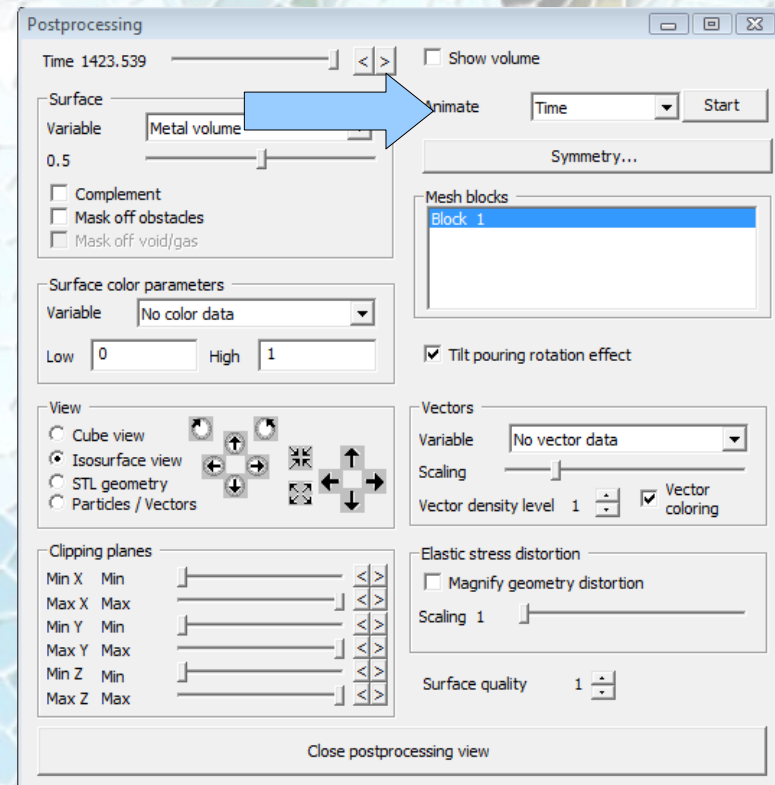 Postprocessing
Time 1423.539
< >
Surface
Variable Metal volume
0.5
Complement
Mask off obstacles
Mask off void/gas
Surface color parameters
Variable No color data
Low 0 High 1
View
Cube view
Isosurface view
STL geometry
Particles / Vectors
Clipping planes
Min X Min < >
Max X Max < >
Min Y Min < >
Max Y Max < >
Min Z Min < >
Max Z Max < >
Show volume
Animate Time Start
Symmetry...
Mesh blocks
Block 1
Tilt pouring rotation effect
Vectors
Variable No vector data
Scaling
Vector density level 1 Vector coloring
Elastic stress distortion
Magnify geometry distortion
Scaling 1
Surface quality 1
Close postprocessing view